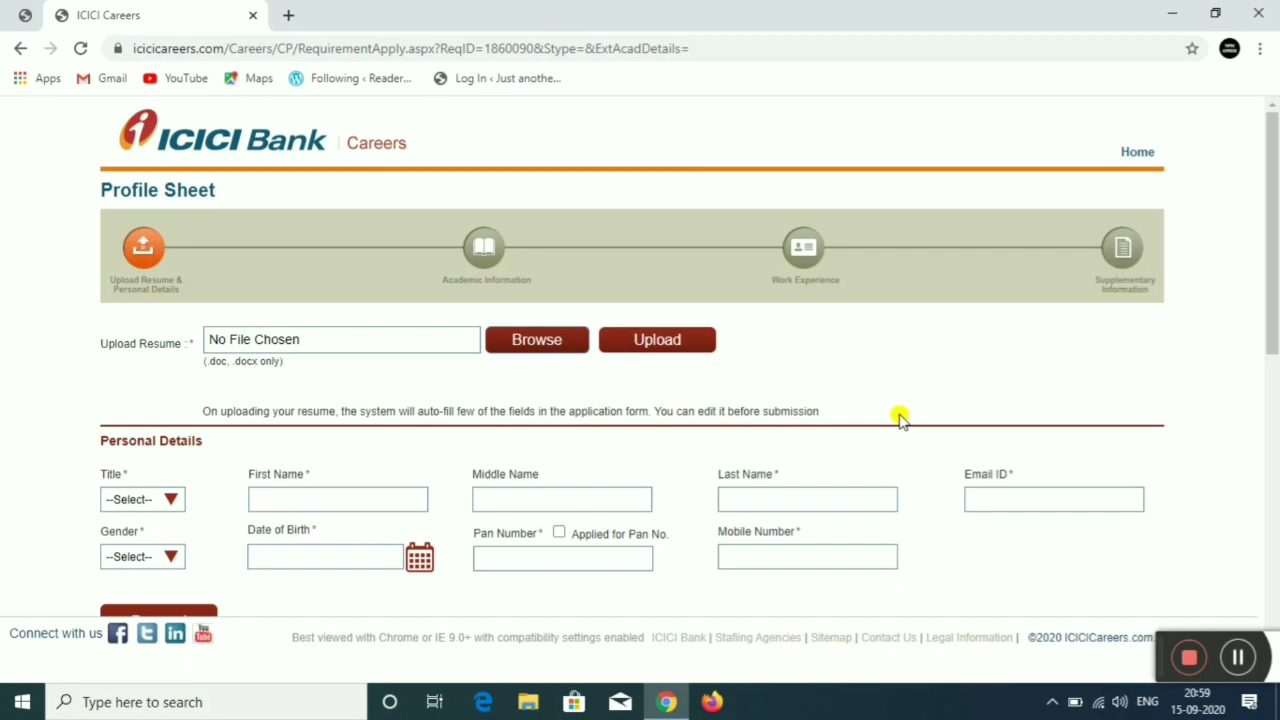 ICICI Careers
icicicareers.com/Careers/CP/RequirementApply.aspx?ReqID=1860090&Stype=&ExtAcadDetails=
Apps Gmail YouTube Maps Following ‹ Reader... Log In ‹ Just anothe...
ICICI Bank | Careers
Home
Profile Sheet
Upload Resume & Personal Details
Academic Information
Work Experience
Supplementary Information
Upload Resume : * No File Chosen Browse Upload
(.doc, .docx only)
On uploading your resume, the system will auto-fill few of the fields in the application form. You can edit it before submission
Personal Details
Title * First Name * Middle Name Last Name * Email ID *
--Select--
Gender * Date of Birth * Pan Number * Applied for Pan No. Mobile Number *
--Select--
Connect with us You Tube Best viewed with Chrome or IE 9.0+ with compatibility settings enabled ICICI Bank | Staffing Agencies | Sitemap | Contact Us | Legal Information | ©2020 ICICICareers.com
Type here to search ENG 20:59
15-09-2020